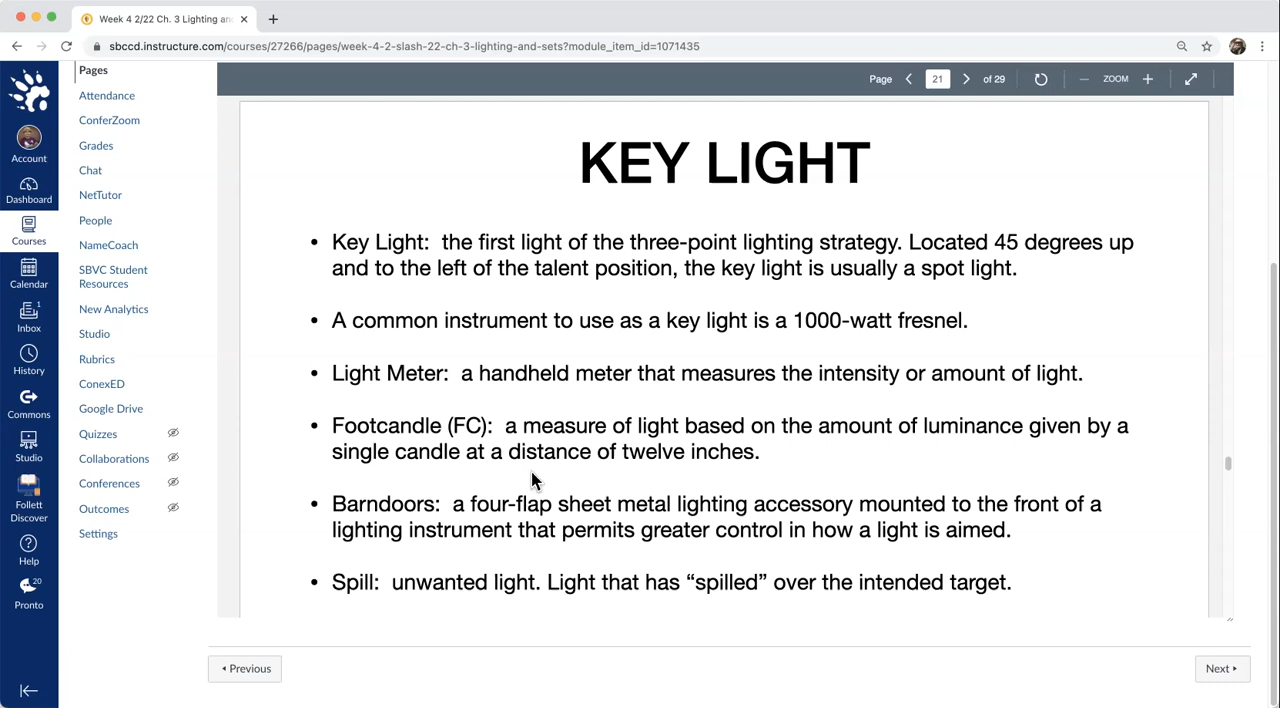 Week 4 2/22 Ch. 3 Lighting an
sbccd.instructure.com/courses/27266/pages/week-4-2-slash-22-ch-3-lighting-and-sets?module_item_id=1071435
Account
Dashboard
Courses
Calendar
1
Inbox
History
Commons
Studio
Follett
Discover
Help
20
Pronto
Pages
Attendance
ConferZoom
Grades
Chat
NetTutor
People
NameCoach
SBVC Student
Resources
New Analytics
Studio
Rubrics
ConexED
Google Drive
Quizzes
Collaborations
Conferences
Outcomes
Settings
Page 21 of 29 ZOOM
KEY LIGHT
• Key Light: the first light of the three-point lighting strategy. Located 45 degrees up
and to the left of the talent position, the key light is usually a spot light.
• A common instrument to use as a key light is a 1000-watt fresnel.
• Light Meter: a handheld meter that measures the intensity or amount of light.
• Footcandle (FC): a measure of light based on the amount of luminance given by a
single candle at a distance of twelve inches.
• Barndoors: a four-flap sheet metal lighting accessory mounted to the front of a
lighting instrument that permits greater control in how a light is aimed.
• Spill: unwanted light. Light that has “spilled” over the intended target.
Previous
Next